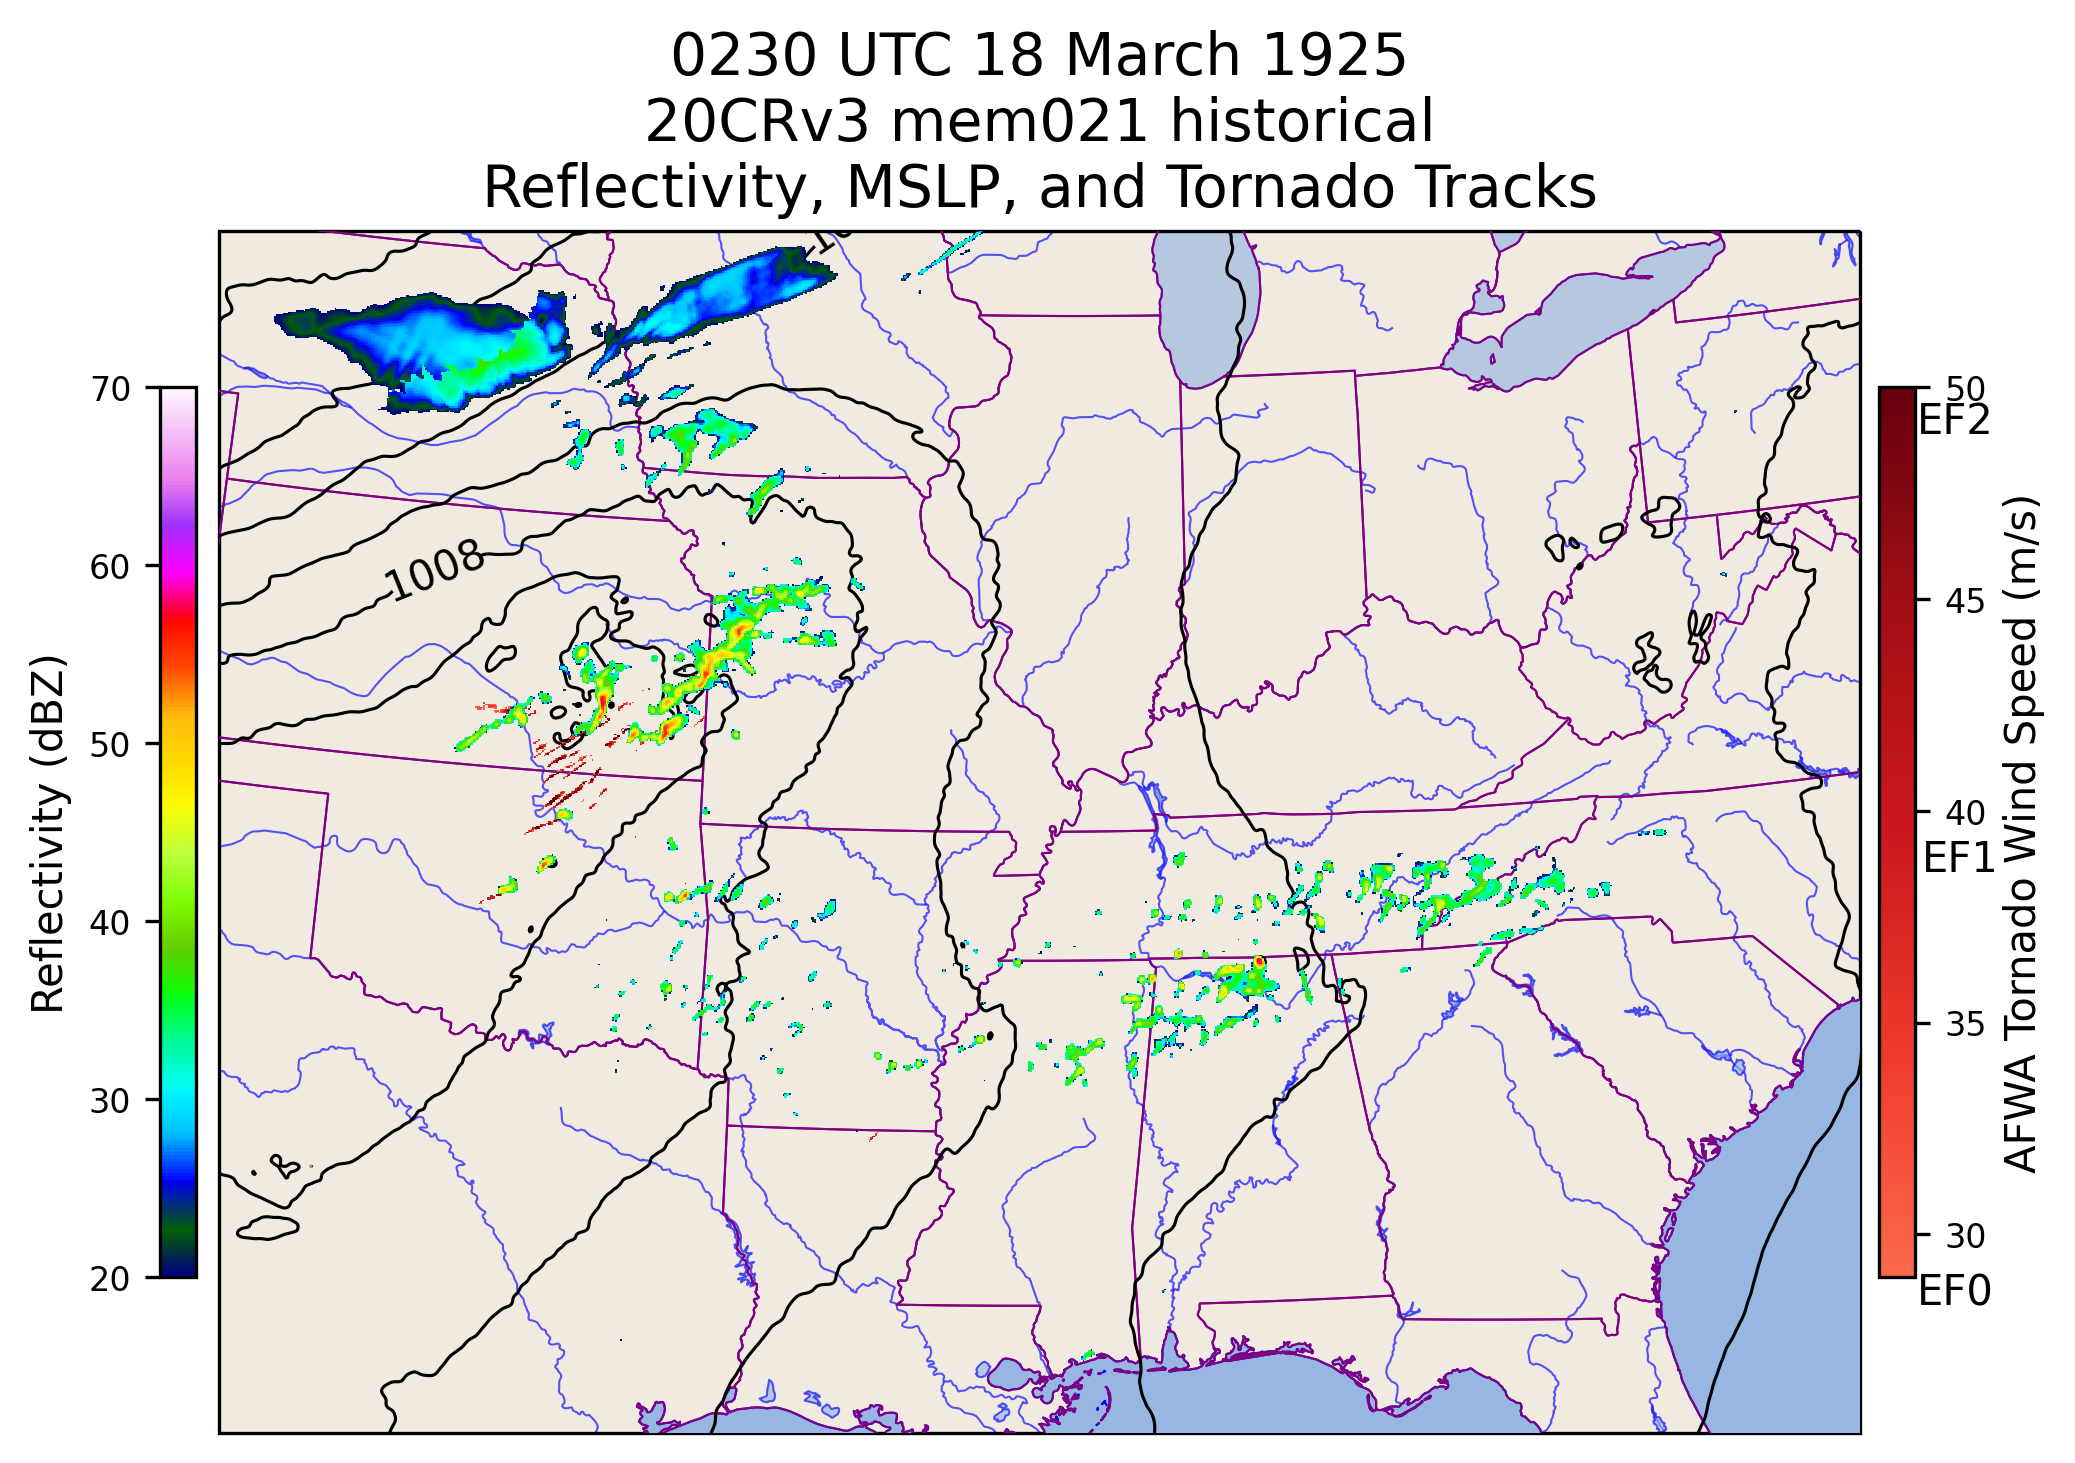 0230 UTC 18 March 1925
20CRv3 mem021 historical
Reflectivity, MSLP, and Tornado Tracks
1008
70
60
50
40
30
20
Reflectivity (dBZ)
50
EF2
45
40
EF1
35
30
EF0
AFWA Tornado Wind Speed (m/s)